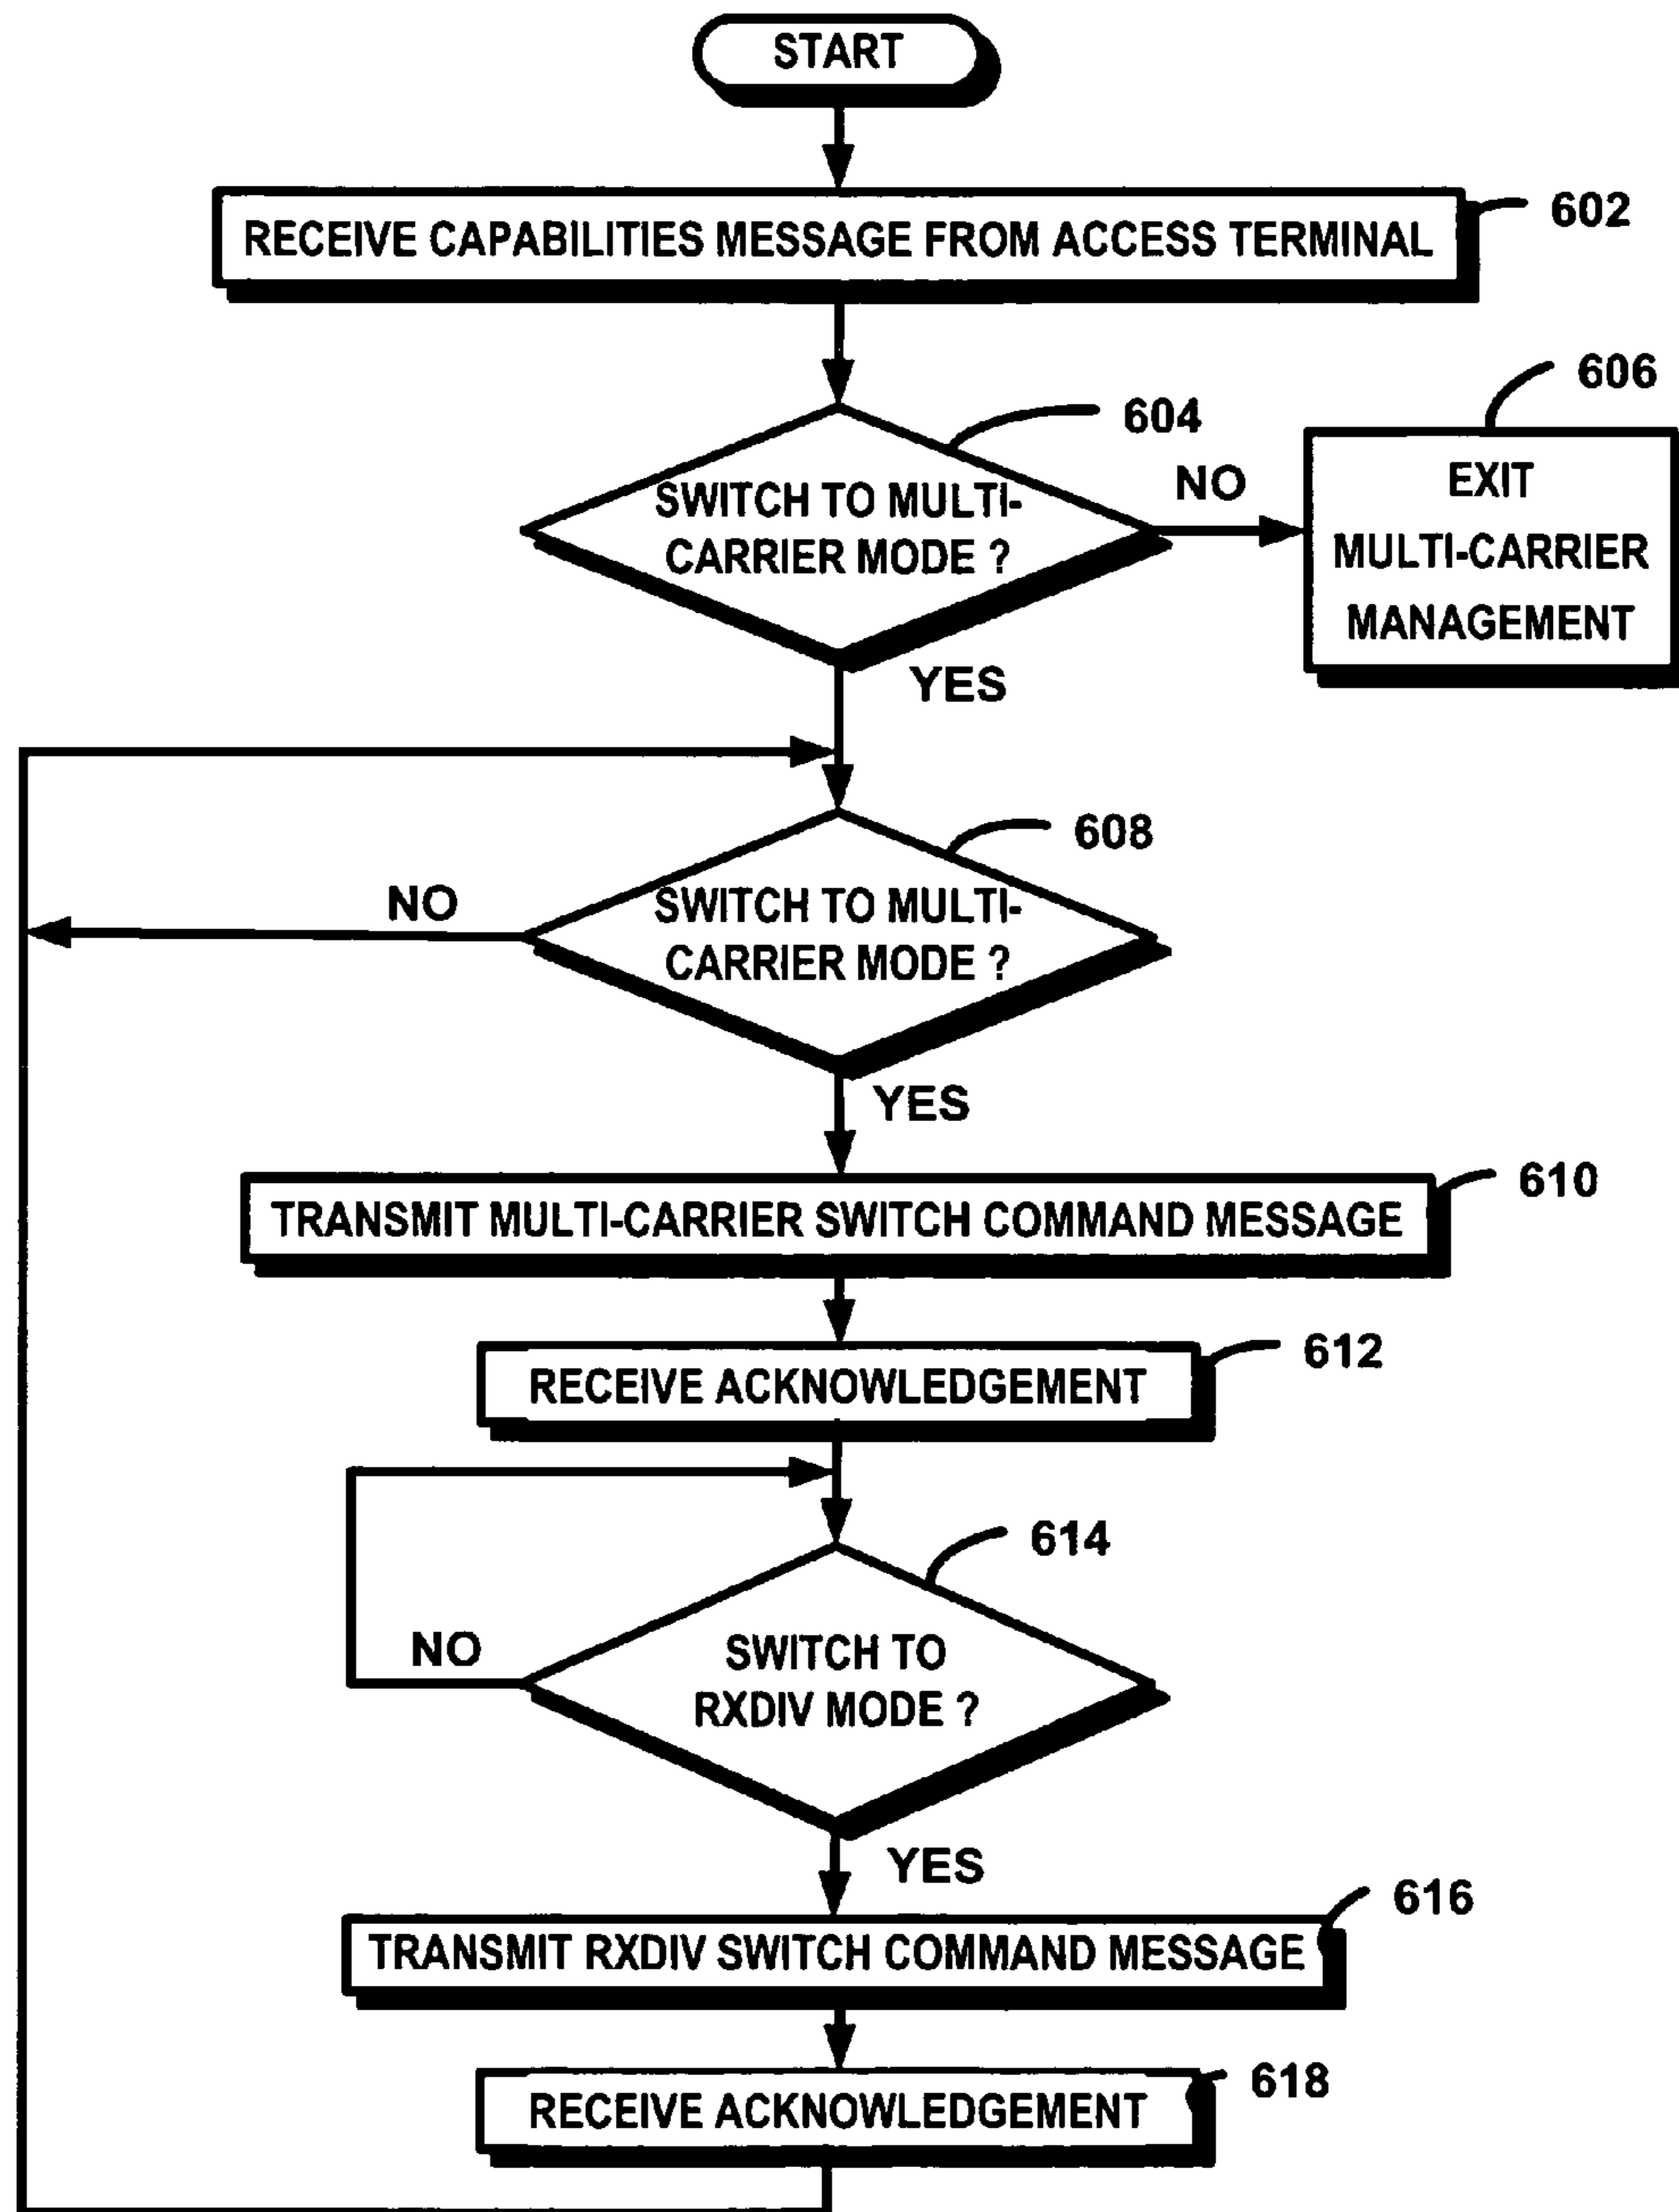 START
RECEIVE CAPABILITIES MESSAGE FROM ACCESS TERMINAL
602
604
606
SWITCH TO MULTI-
CARRIER MODE ?
NO
EXIT
MULTI-CARRIER
MANAGEMENT
YES
608
NO
SWITCH TO MULTI-
CARRIER MODE ?
YES
610
TRANSMIT MULTI-CARRIER SWITCH COMMAND MESSAGE
612
RECEIVE ACKNOWLEDGEMENT
614
NO
SWITCH TO
RXDIV MODE ?
YES
616
TRANSMIT RXDIV SWITCH COMMAND MESSAGE
618
RECEIVE ACKNOWLEDGEMENT